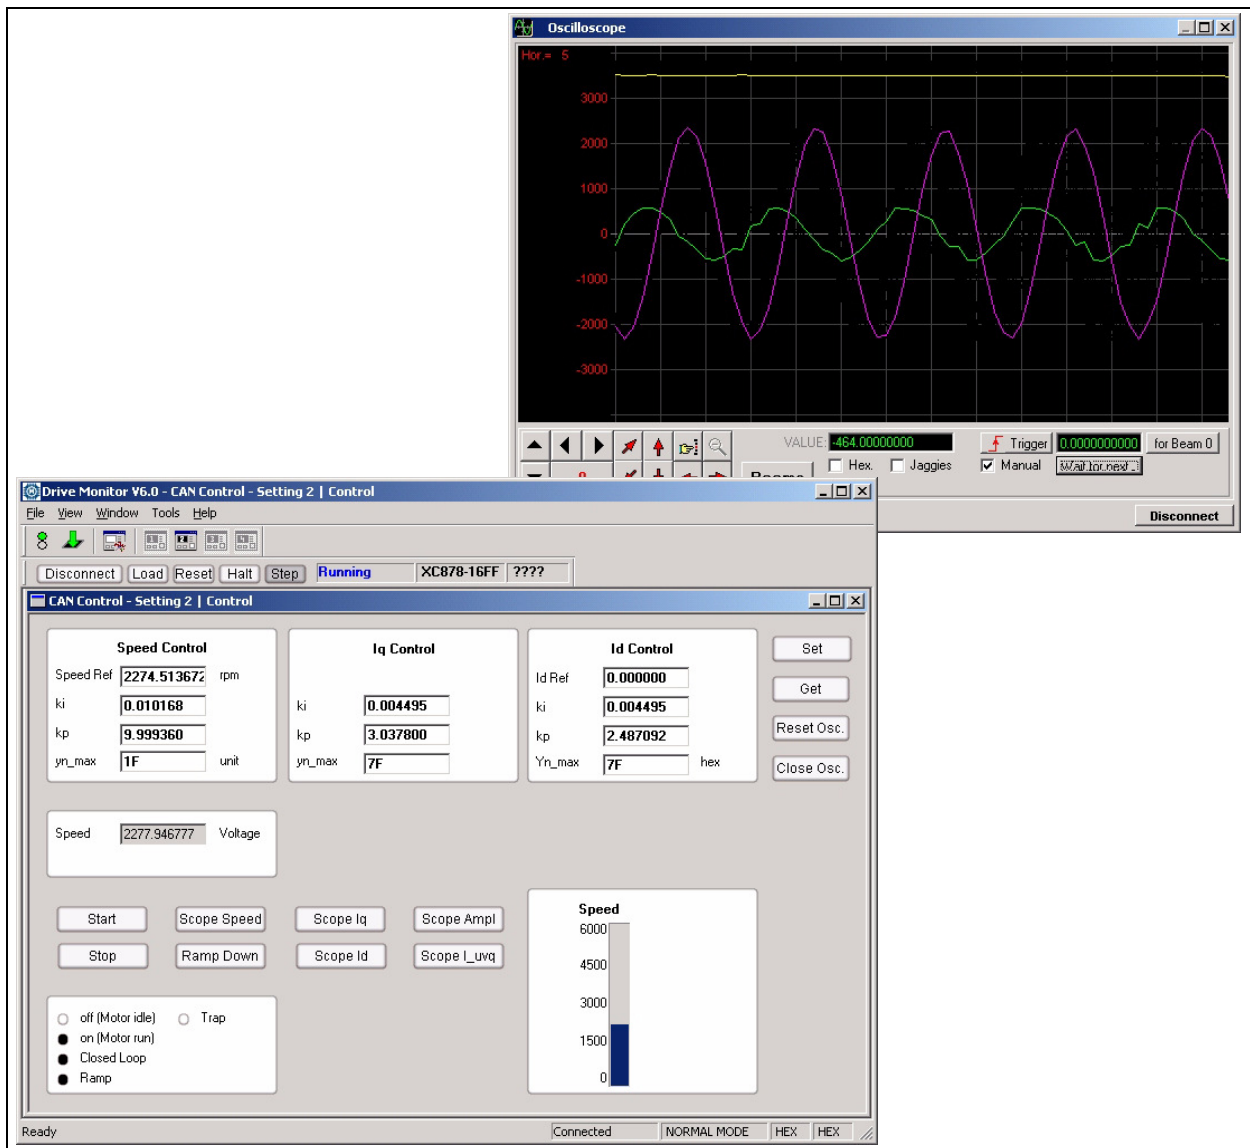 Oscilloscope
Hor.= 5
3000
2000
1000
0
-1000
-2000
-3000
VALUE: -464.00000000
Trigger 0.0000000000 for Beam 0
Hex. Jaggies Manual Wait for next
Disconnect
Drive Monitor V6.0 - CAN Control - Setting 2 | Control
File View Window Tools Help
1 2 3 4
Disconnect Load Reset Halt Step Running XC878-16FF ????
CAN Control - Setting 2 | Control
Speed Control
Speed Ref 2274.513672 rpm
ki 0.010168
kp 9.999360
yn_max 1F unit
Iq Control
ki 0.004495
kp 3.037800
yn_max 7F
Id Control
Id Ref 0.000000
ki 0.004495
kp 2.487092
Yn_max 7F hex
Set
Get
Reset Osc.
Close Osc.
Speed 2277.946777 Voltage
Start Scope Speed Scope Iq Scope Ampl
Stop Ramp Down Scope Id Scope I_uvq
off (Motor idle) Trap
on (Motor run)
Closed Loop
Ramp
Speed
6000
4500
3000
1500
0
Ready Connected NORMAL MODE HEX HEX